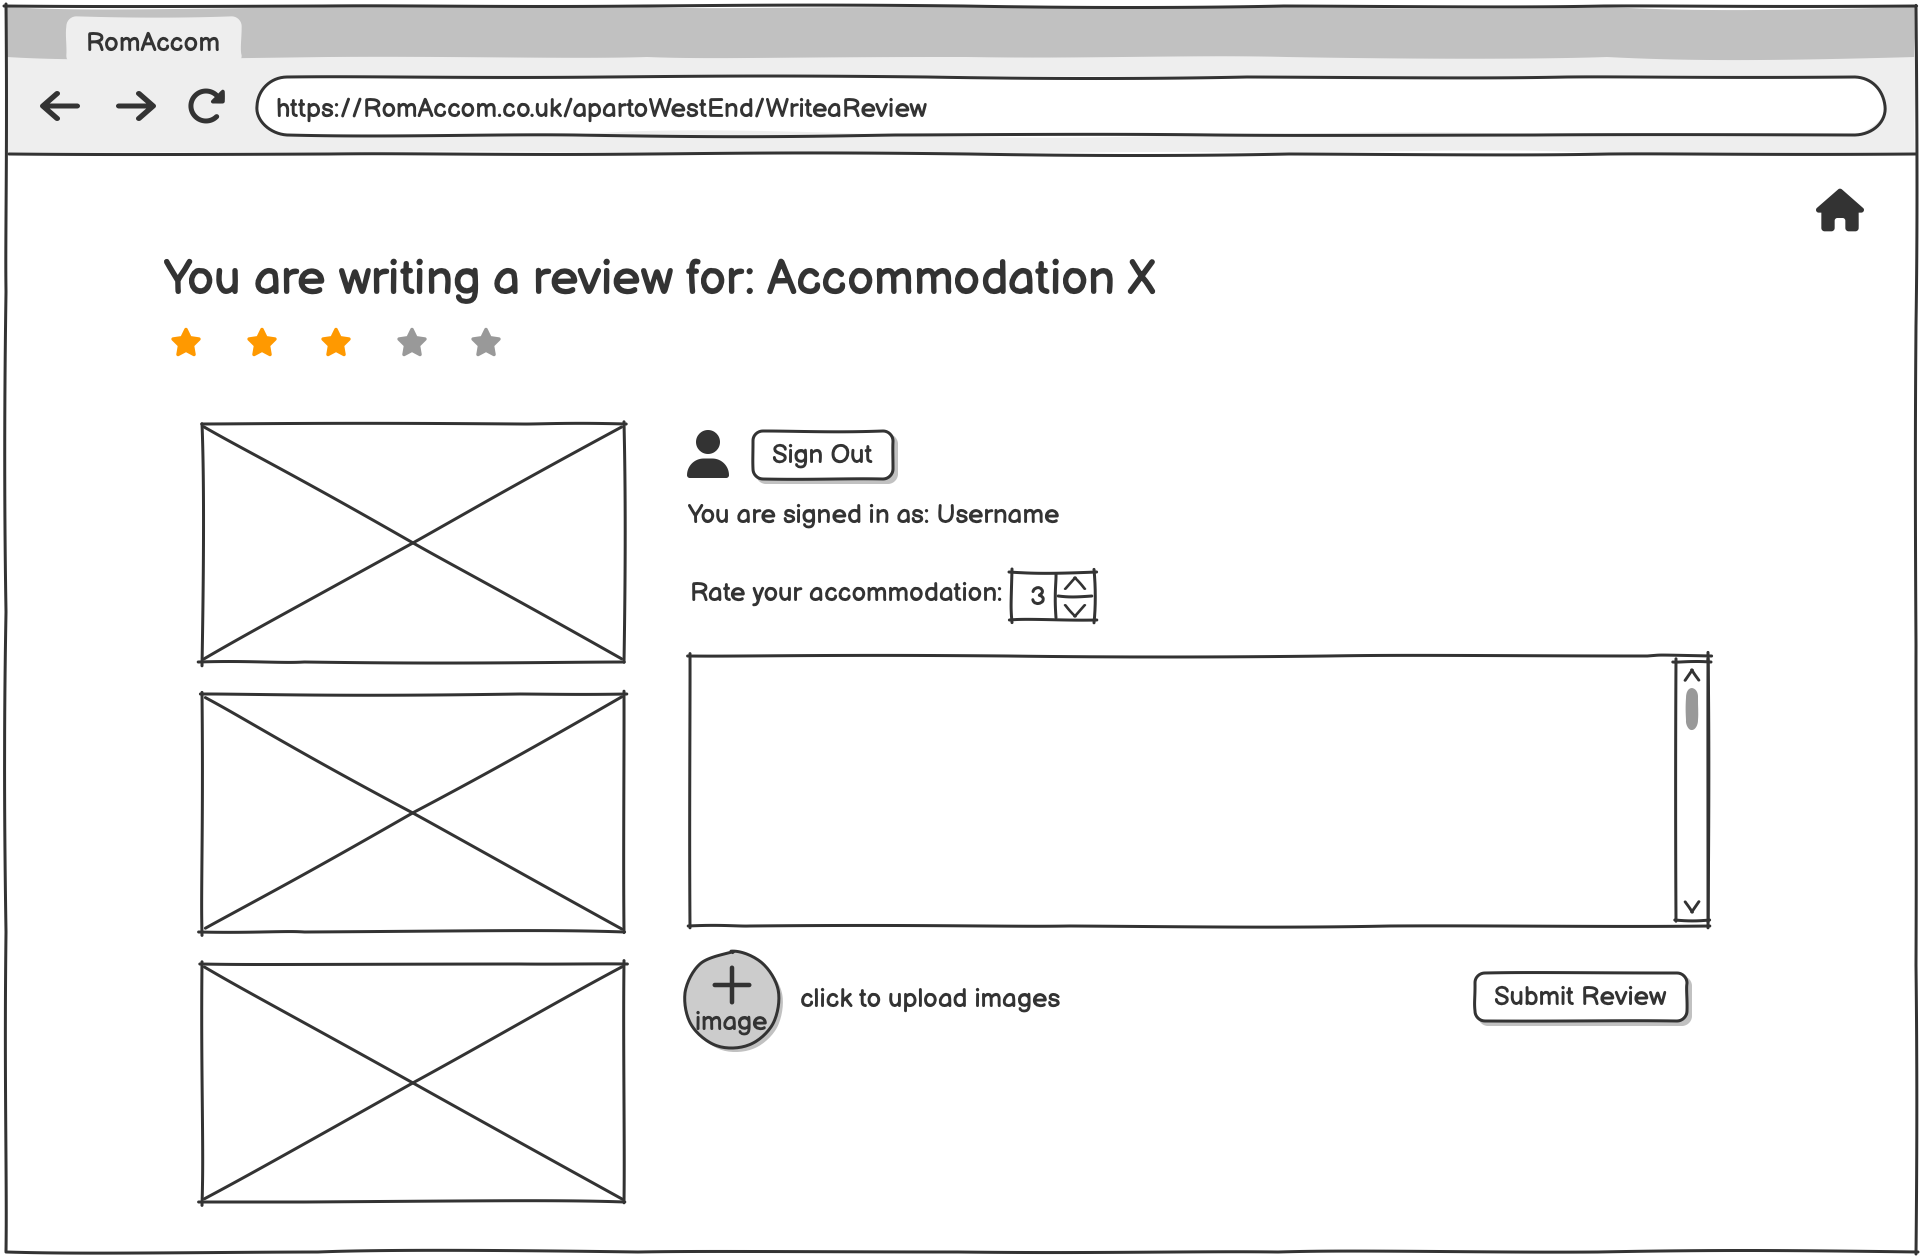 RomAccom
https://RomAccom.co.uk/apartoWestEnd/WriteaReview
You are writing a review for: Accommodation X
Sign Out
You are signed in as: Username
Rate your accommodation: 3
image
click to upload images
Submit Review